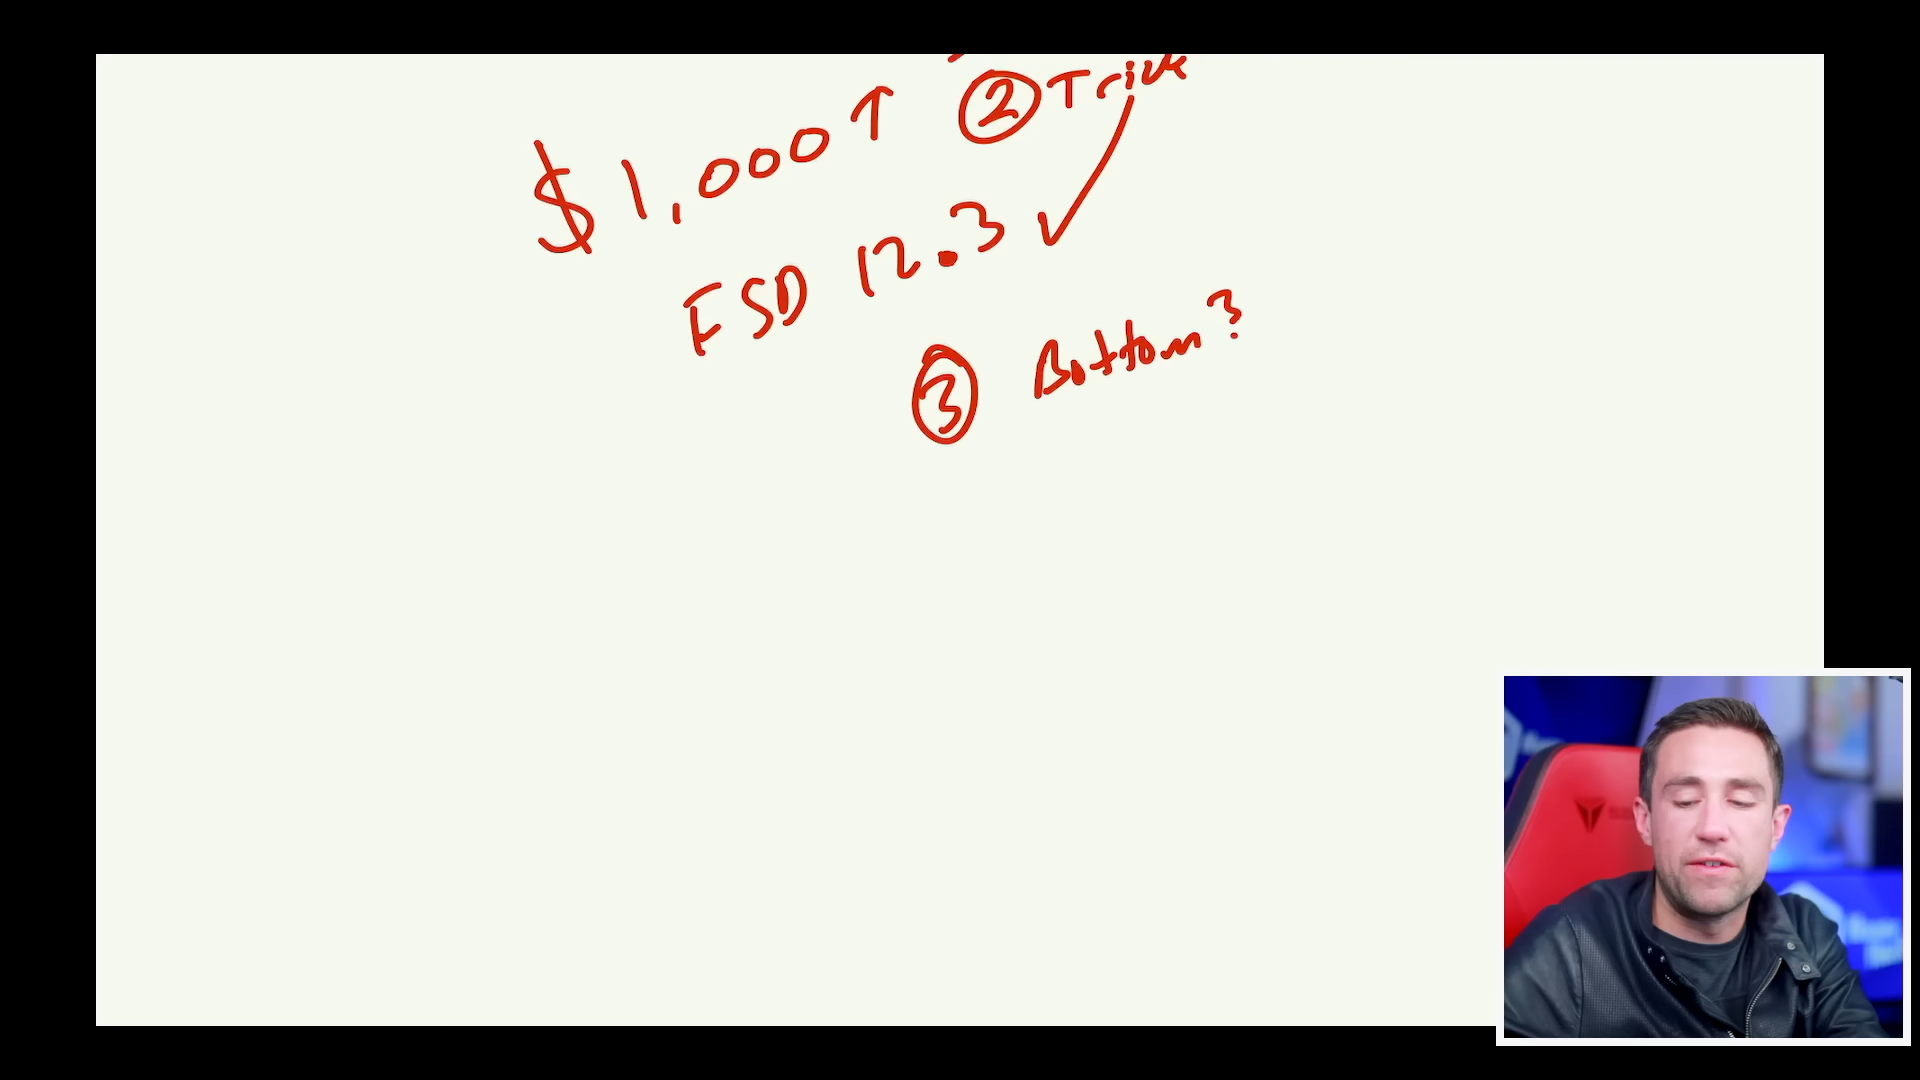 ② Trick
$1,000↑
FSD 12.3 ✓
③ Bottom?